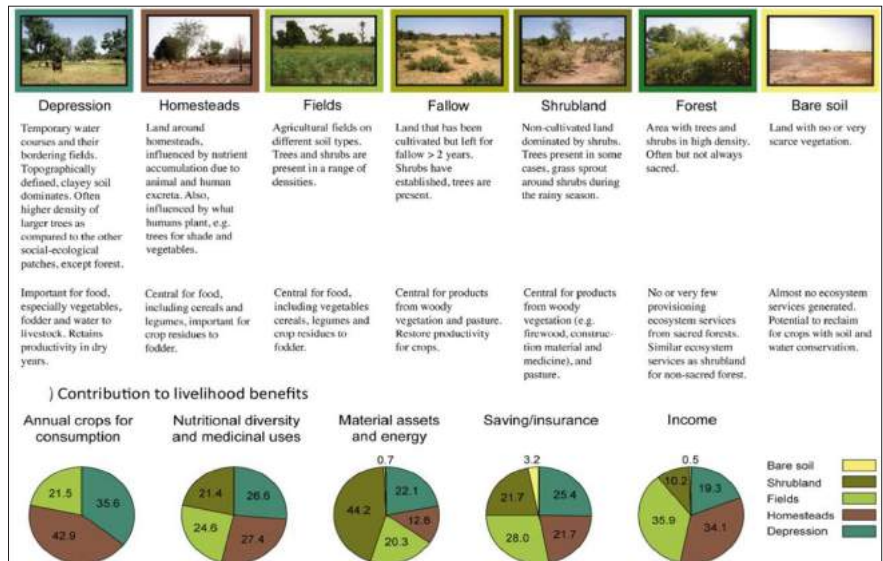 Depression
Homesteads
Fields
Fallow
Shrubland
Forest
Bare soil
Temporary water
courses and their
bordering fields.
Topographically
defined, clayey soil
dominates. Often
higher density of
larger trees as
compared to the other
social-ecological
patches, except forest.
Land around
homesteads,
influenced by nutrient
accumulation due to
animal and human
excreta. Also,
influenced by what
humans plant, e.g.
trees for shade and
vegetables.
Agricultural fields on
different soil types.
Trees and shrubs are
present in a range of
densities.
Land that has been
cultivated but left for
fallow > 2 years.
Shrubs have
established, trees are
present.
Non-cultivated land
dominated by shrubs.
Trees present in some
cases, grass sprout
around shrubs during
the rainy season.
Area with trees and
shrubs in high density.
Often but not always
sacred.
Land with no or very
scarce vegetation.
Important for food,
especially vegetables,
fodder and water to
livestock. Retains
productivity in dry
years.
Central for food,
including cereals and
legumes, important for
crop residues to
fodder.
Central for food,
including vegetables
cereals, legumes and
crop residues to
fodder.
Central for products
from woody
vegetation and pasture.
Restore productivity
for crops.
Central for products
from woody
vegetation (e.g.
firewood, construc-
tion material and
medicine), and
pasture.
No or very few
provisioning
ecosystem services
from sacred forests.
Similar ecosystem
services as shrubland
for non-sacred forest.
Almost no ecosystem
services generated.
Potential to reclaim
for crops with soil and
water conservation.
) Contribution to livelihood benefits
Annual crops for
consumption
21.5
35.6
42.9
Nutritional diversity
and medicinal uses
21.4
26.6
24.6
27.4
Material assets
and energy
0.7
22.1
44.2
12.6
20.3
Saving/insurance
3.2
21.7
25.4
28.0
21.7
Income
0.5
10.2
19.3
35.9
34.1
Bare soil
Shrubland
Fields
Homesteads
Depression